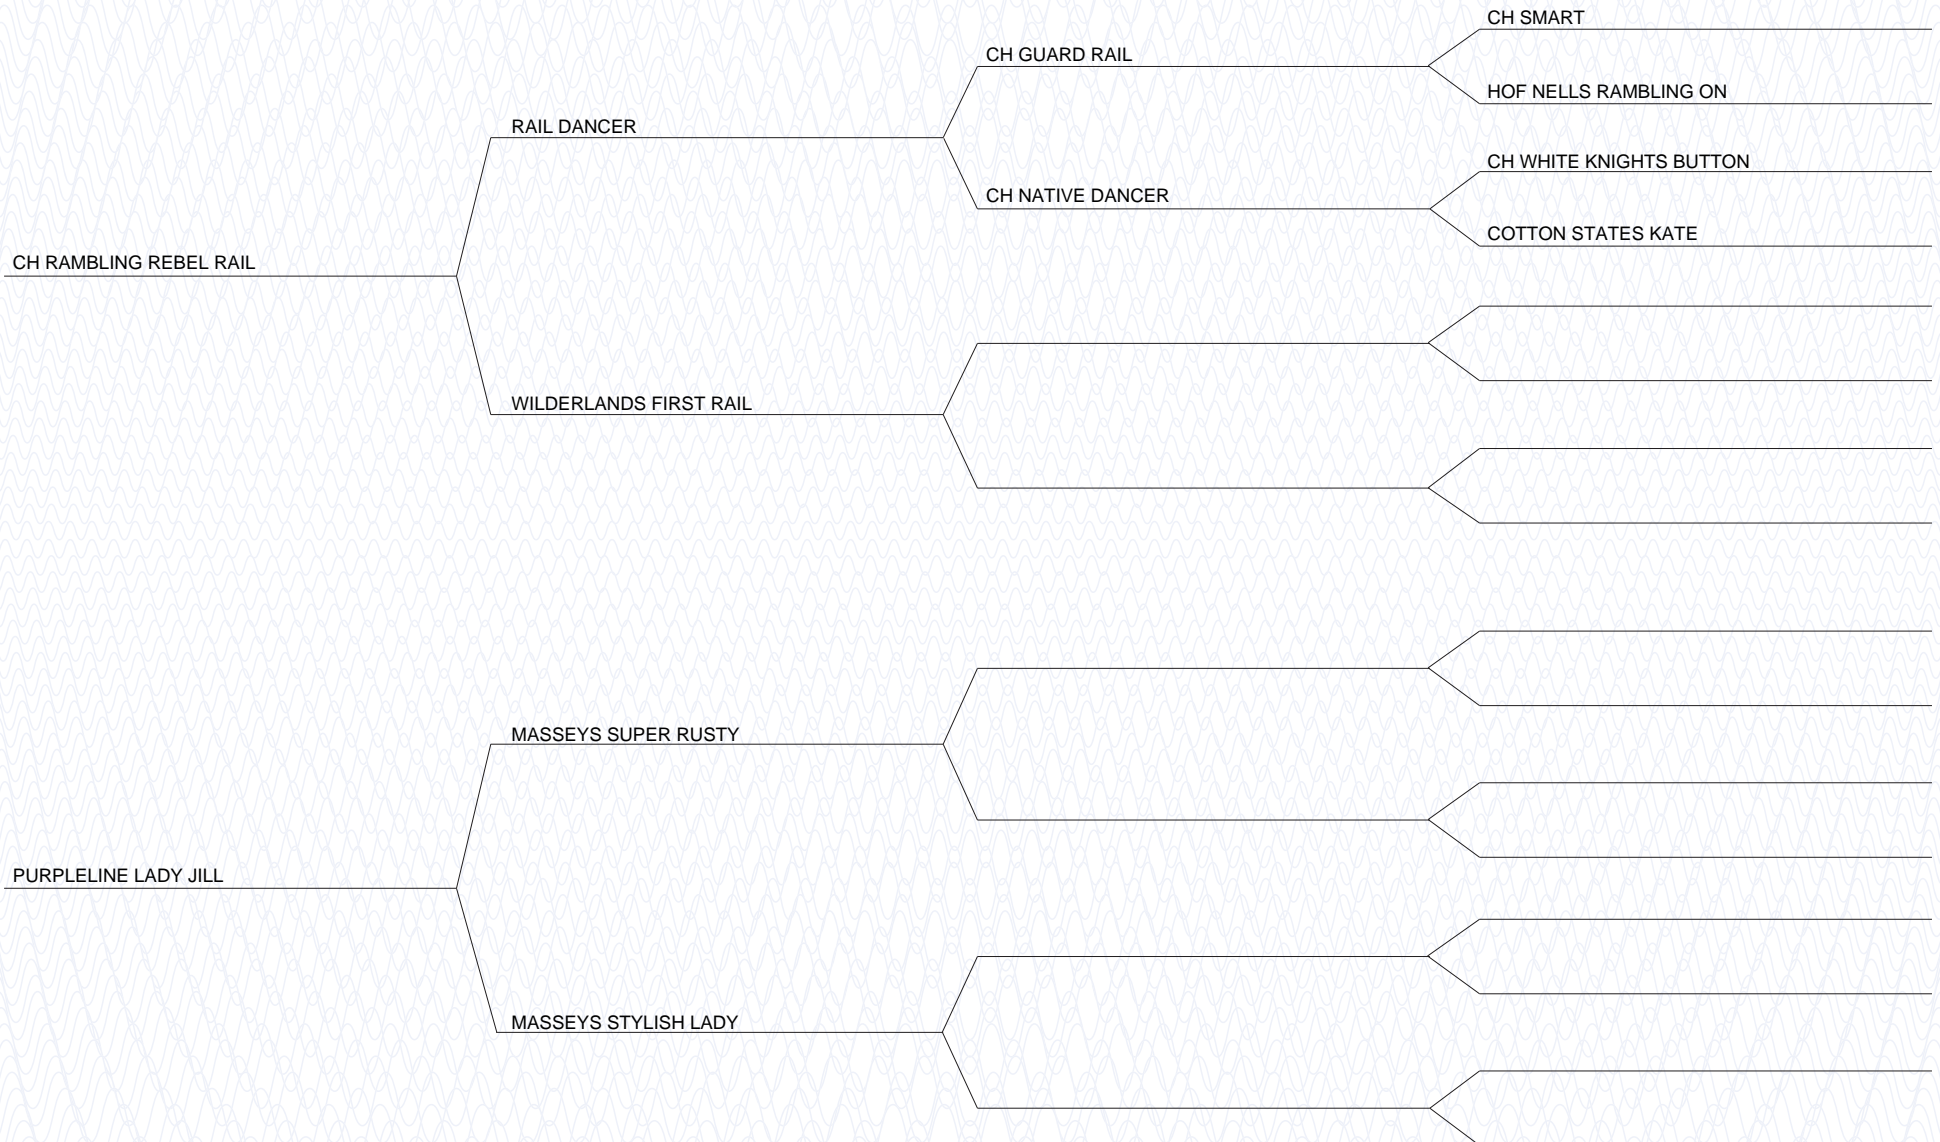 CH SMART
CH GUARD RAIL
HOF NELLS RAMBLING ON
RAIL DANCER
CH WHITE KNIGHTS BUTTON
CH NATIVE DANCER
COTTON STATES KATE
CH RAMBLING REBEL RAIL
WILDERLANDS FIRST RAIL
MASSEYS SUPER RUSTY
PURPLELINE LADY JILL
MASSEYS STYLISH LADY